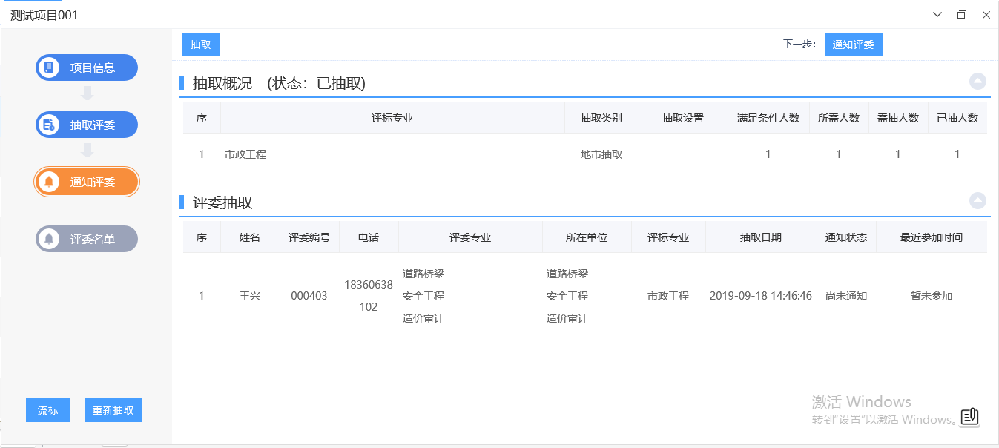 测试项目001
项目信息
抽取评委
通知评委
评委名单
流标 重新抽取
抽取 下一步: 通知评委
抽取概况 (状态: 已抽取)
序 评标专业 抽取类别 抽取设置 满足条件人数 所需人数 需抽人数 已抽人数
1 市政工程 地市抽取 1 1 1 1
评委抽取
序 姓名 评委编号 电话 评委专业 所在单位 评标专业 抽取日期 通知状态 最近参加时间
道路桥梁 道路桥梁
18360638
1 王兴 000403 安全工程 安全工程 市政工程 2019-09-18 14:46:46 尚未通知 暂未参加
102
造价审计 造价审计
激活 Windows
转到"设置"以激活 Windows。